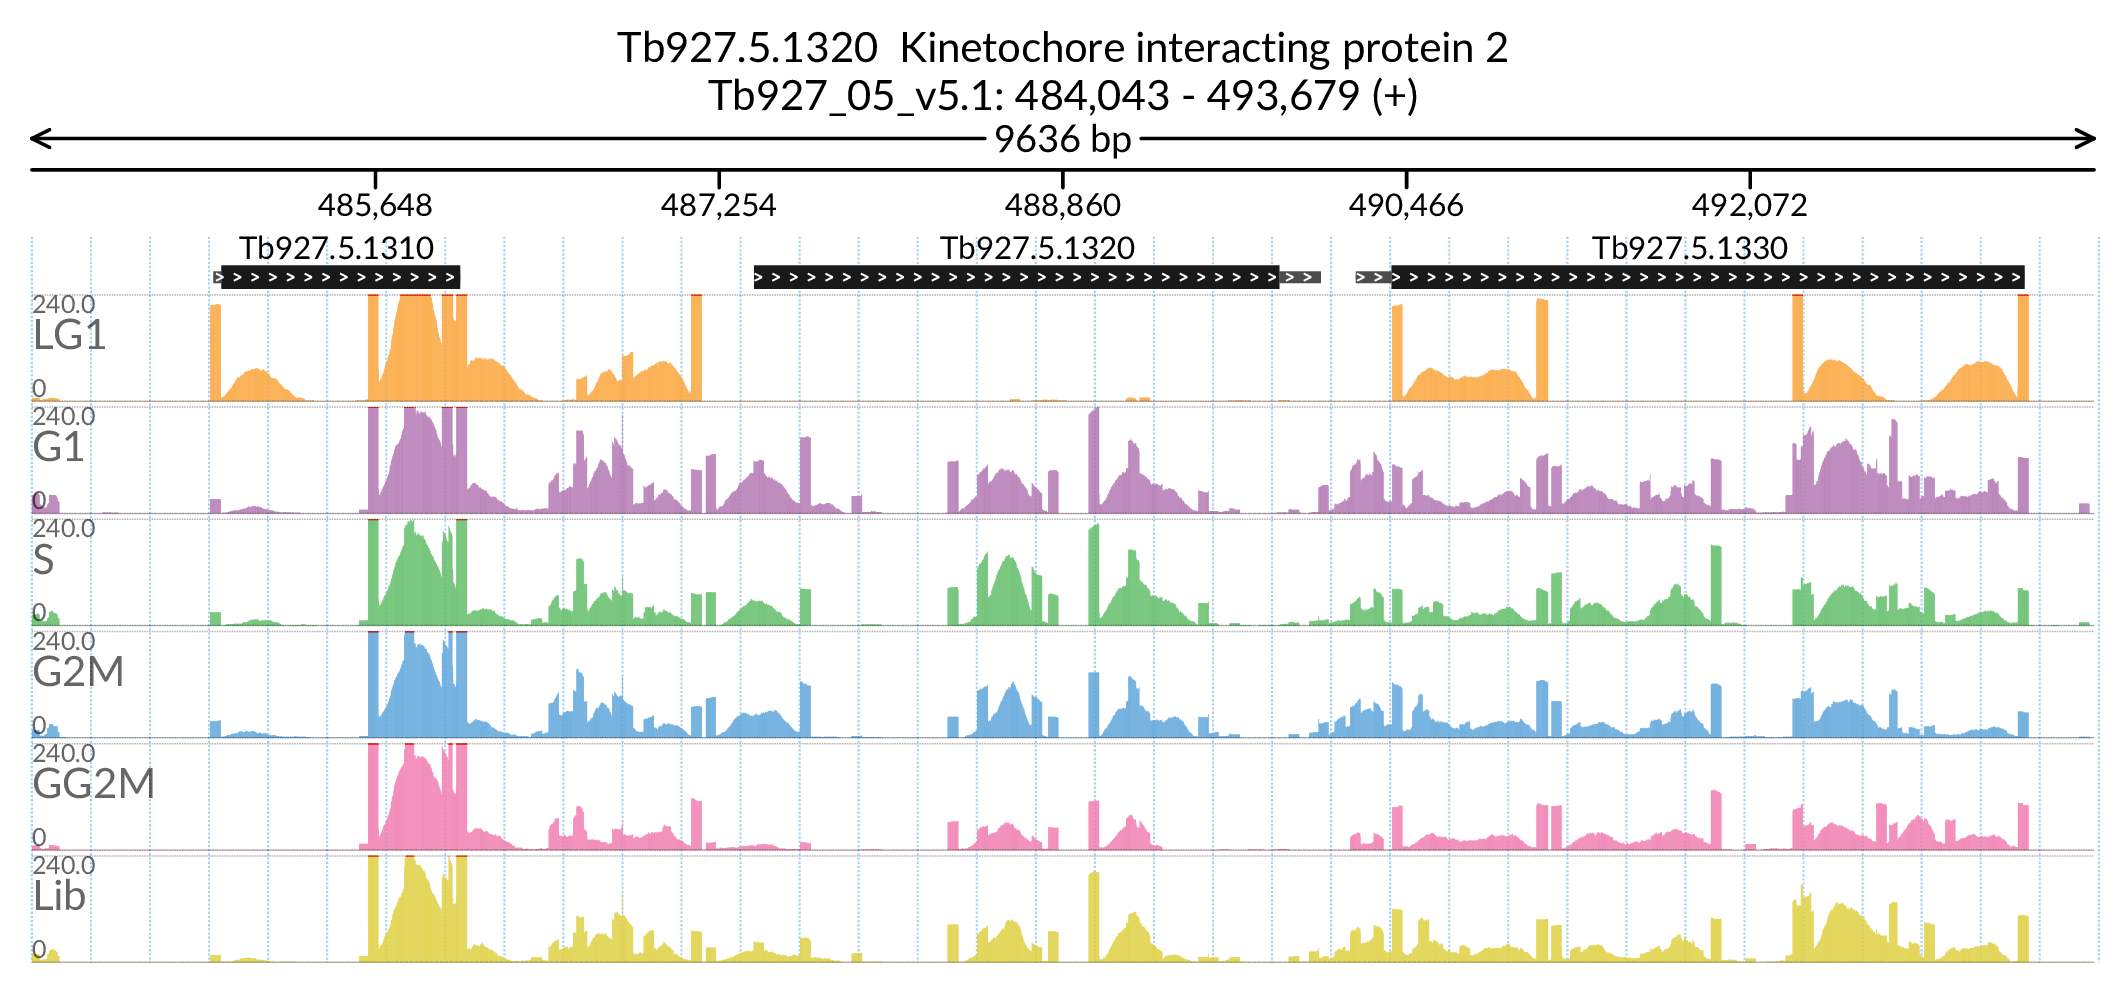 Tb927.5.1320  Kinetochore interacting protein 2
Tb927_05_v5.1: 484,043 - 493,679 (+)
9636 bp
485,648 487,254 488,860 490,466 492,072
Tb927.5.1310 Tb927.5.1320 Tb927.5.1330
240.0
LG1
0
240.0
G1
0
240.0
S
0
240.0
G2M
0
240.0
GG2M
0
240.0
Lib
0